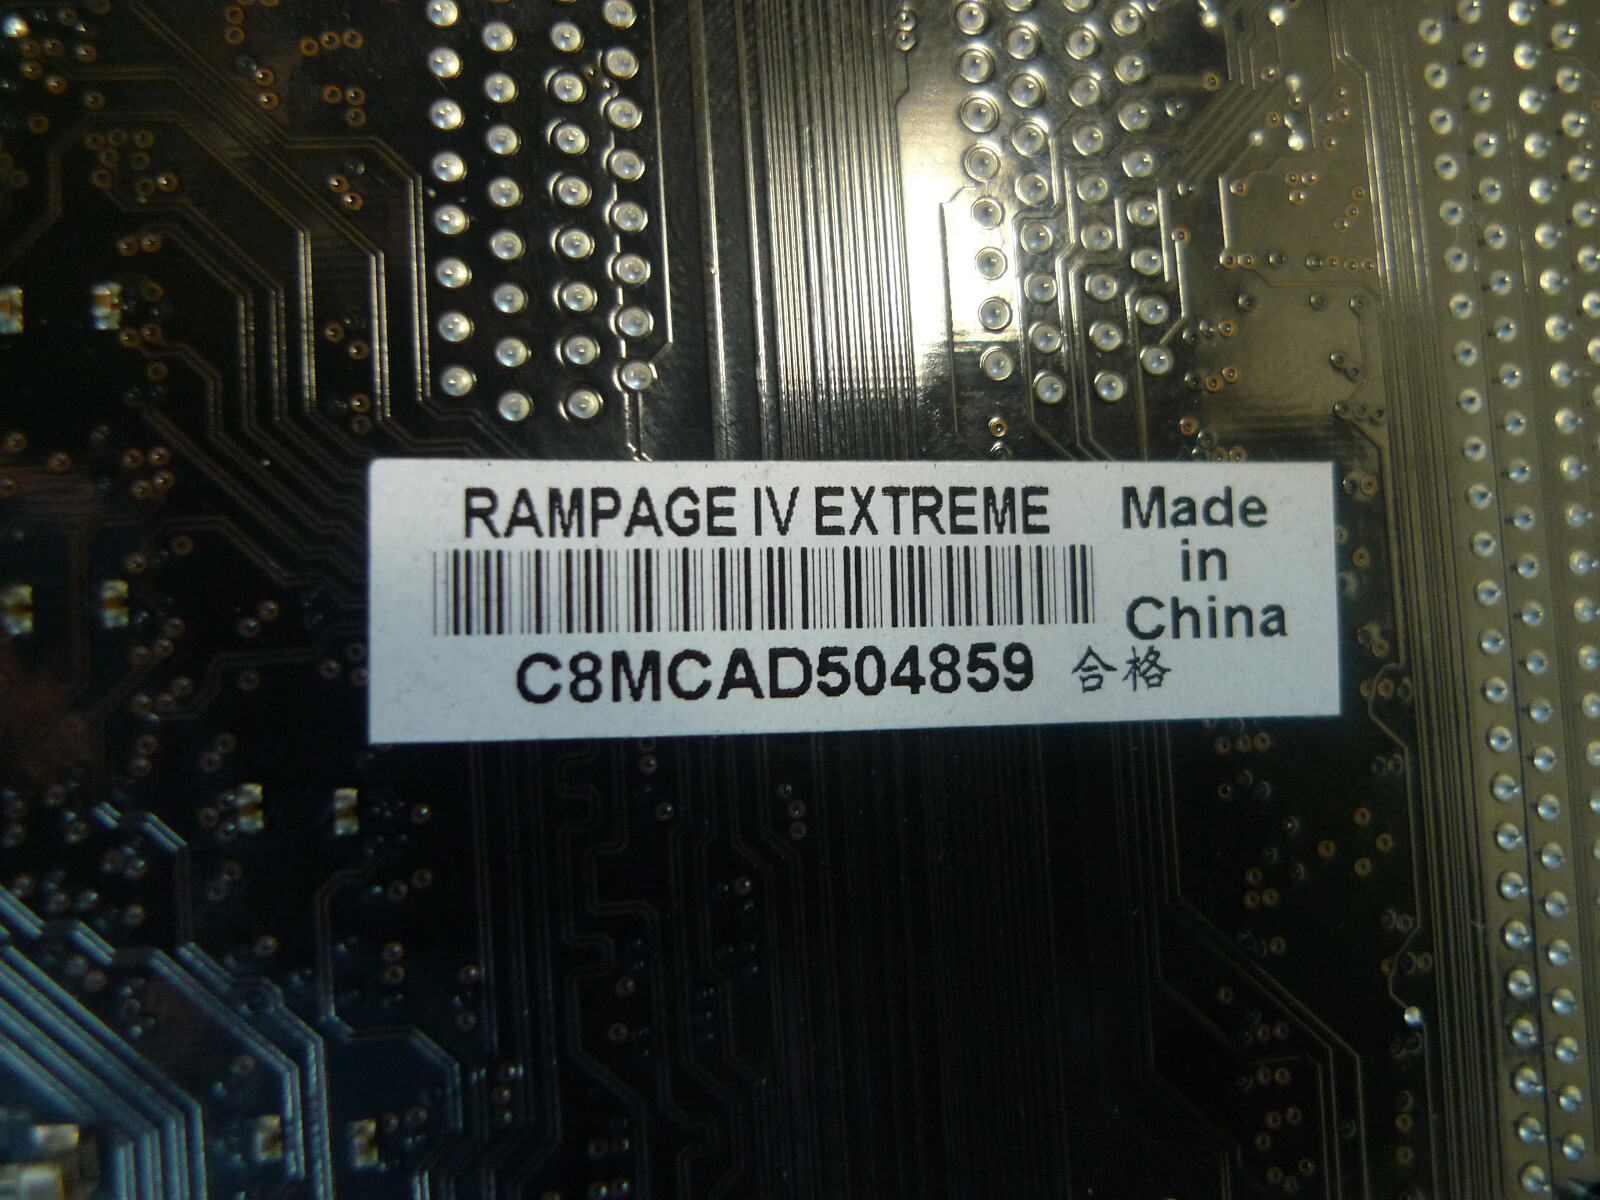 RAMPAGE IV EXTREME
Made
in
China
C8MCAD504859 合格